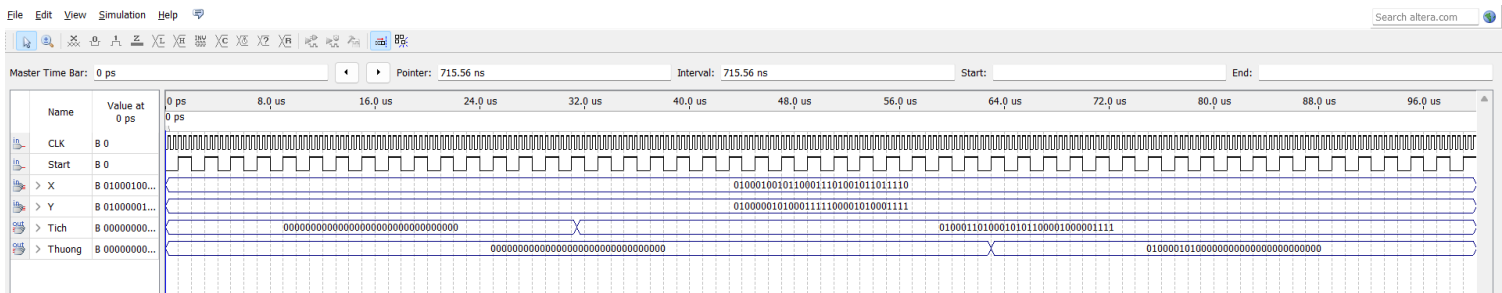 File Edit View Simulation Help
Search altera.com
Master Time Bar: 0 ps Pointer: 715.56 ns Interval: 715.56 ns Start: End:
Name Value at 0 ps 0 ps 8.0 us 16.0 us 24.0 us 32.0 us 40.0 us 48.0 us 56.0 us 64.0 us 72.0 us 80.0 us 88.0 us 96.0 us
0 ps
CLK B 0
Start B 0
X B 01000100... 01000100101100011101001011011110
Y B 01000001... 01000001010001111100001010001111
Tich B 00000000... 00000000000000000000000000000000 01000110100010101100001000001111
Thuong B 00000000... 00000000000000000000000000000000 01000010100000000000000000000000